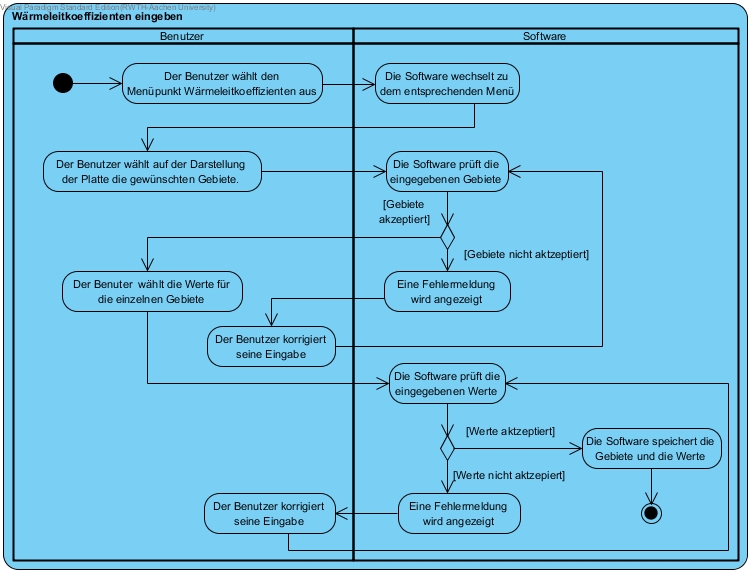 Visual Paradigm Standard Edition(RWTH-Aachen University)
Wärmeleitkoeffizienten eingeben
Benutzer
Software
Der Benutzer wählt den
Menüpunkt Wärmeleitkoeffizienten aus
Die Software wechselt zu
dem entsprechenden Menü
Der Benutzer wählt auf der Darstellung
der Platte die gewünschten Gebiete.
Die Software prüft die
eingegebenen Gebiete
[Gebiete
akzeptiert]
[Gebiete nicht aktzeptiert]
Der Benuter wählt die Werte für
die einzelnen Gebiete
Eine Fehlermeldung
wird angezeigt
Der Benutzer korrigiert
seine Eingabe
Die Software prüft die
eingegebenen Werte
[Werte aktzeptiert]
Die Software speichert die
Gebiete und die Werte
[Werte nicht aktzepiert]
Der Benutzer korrigiert
seine Eingabe
Eine Fehlermeldung
wird angezeigt